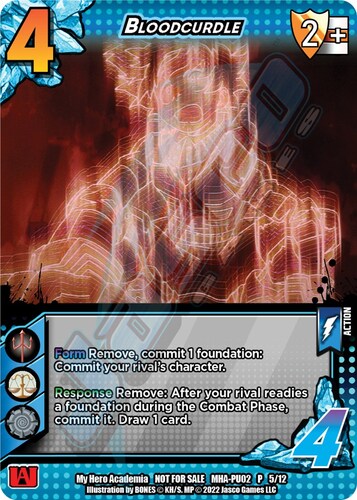 4
BLOODCURDLE
2+
ACTION
Form Remove, commit 1 foundation:
Commit your rival's character.
Response Remove: After your rival readies
a foundation during the Combat Phase,
commit it. Draw 1 card.
4
My Hero Academia NOT FOR SALE MHA-PU02 P 5/12
Illustration by BONES © KH/S. MP © 2022 Jasco Games LLC